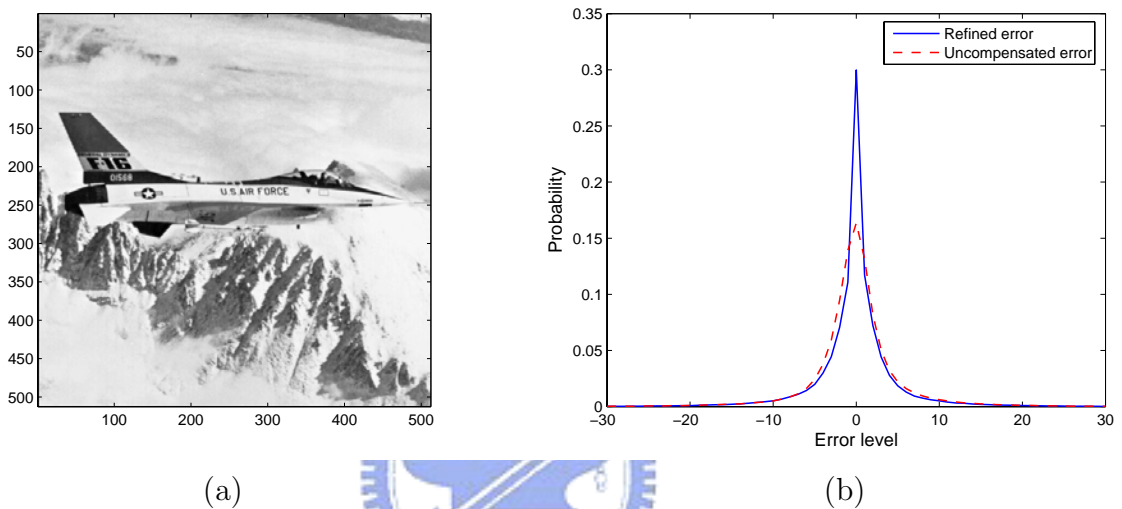 50
100
150
200
250
300
350
400
450
500
100 200 300 400 500
F-16
01568
U.S. AIR FORCE
(a)
0.35
0.3
0.25
0.2
0.15
0.1
0.05
0
−30 −20 −10 0 10 20 30
Probability
Error level
Refined error
Uncompensated error
(b)